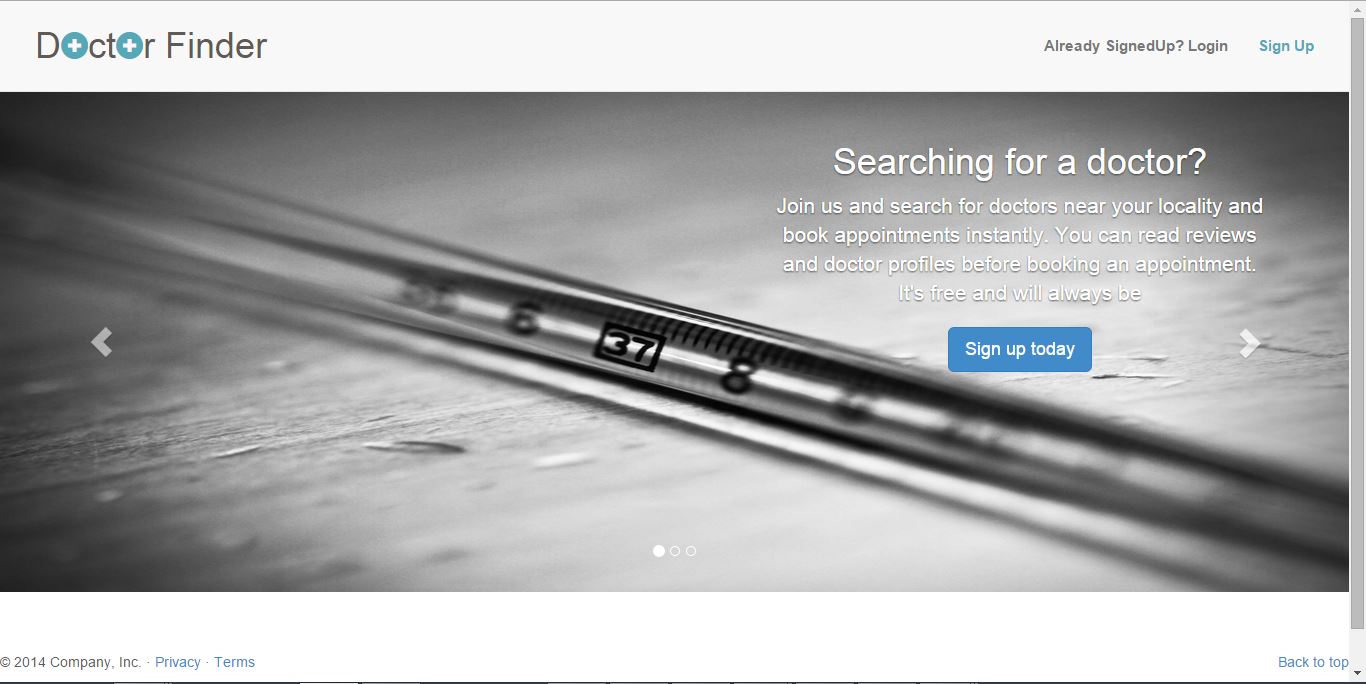 Doctor Finder
Already SignedUp? Login
Sign Up
Searching for a doctor?
Join us and search for doctors near your locality and
book appointments instantly. You can read reviews
and doctor profiles before booking an appointment.
It's free and will always be
Sign up today
6
37
8
© 2014 Company, Inc. · Privacy · Terms
Back to top